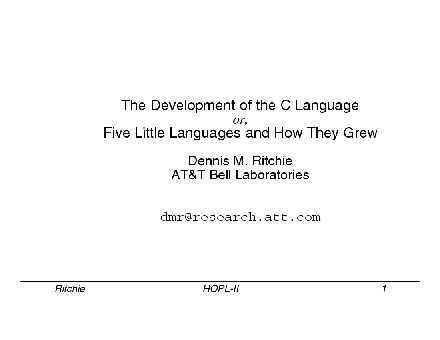 The Development of the C Language
or,
Five Little Languages and How They Grew
Dennis M. Ritchie
AT&T Bell Laboratories
dmr@research.att.com
Ritchie HOPL-II 1